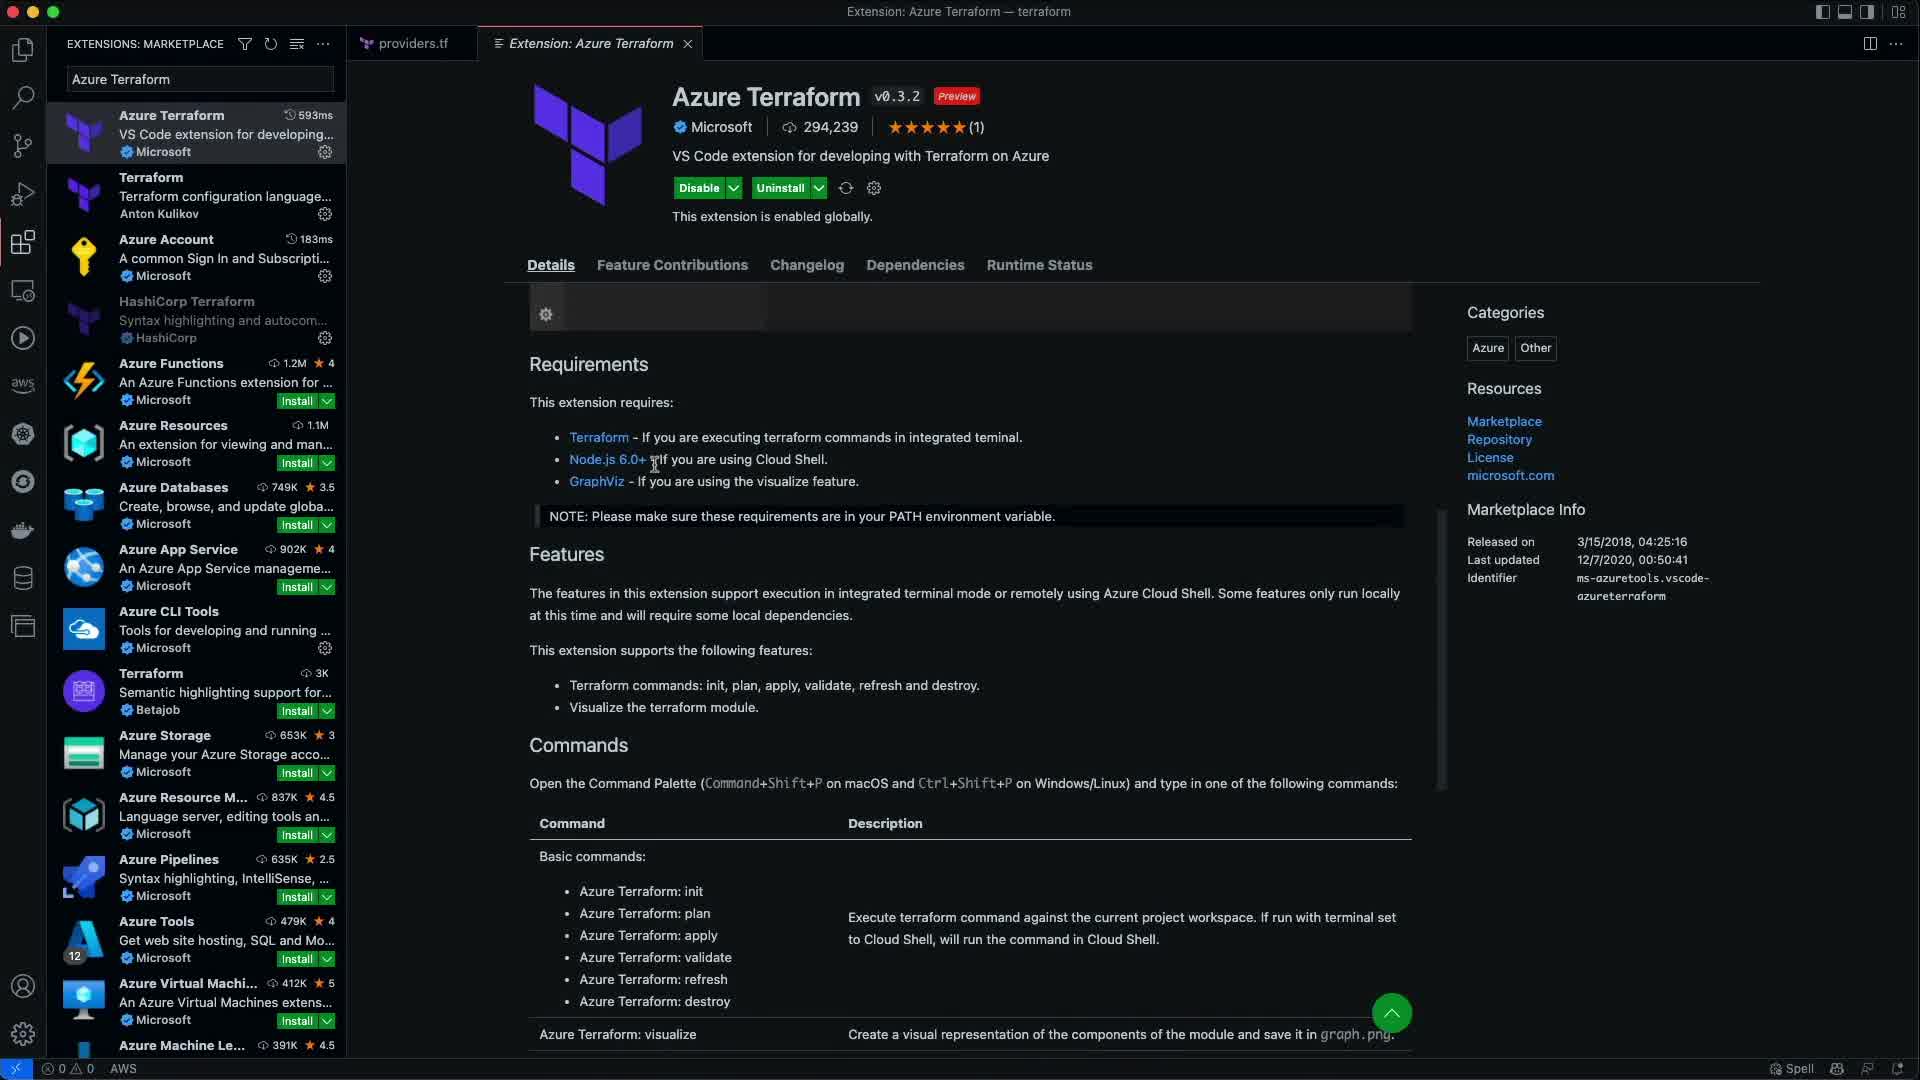 Extension: Azure Terraform — terraform
EXTENSIONS: MARKETPLACE
providers.tf
Extension: Azure Terraform
Azure Terraform
Azure Terraform 593ms
VS Code extension for developing...
Microsoft
Terraform
Terraform configuration language...
Anton Kulikov
Azure Account 183ms
A common Sign In and Subscripti...
Microsoft
HashiCorp Terraform
Syntax highlighting and autocom...
HashiCorp
Azure Functions 1.2M 4
An Azure Functions extension for ...
Microsoft Install
Azure Resources 1.1M
An extension for viewing and man...
Microsoft Install
Azure Databases 749K 3.5
Create, browse, and update globa...
Microsoft Install
Azure App Service 902K 4
An Azure App Service manageme...
Microsoft Install
Azure CLI Tools
Tools for developing and running ...
Microsoft
Terraform 3K
Semantic highlighting support for...
Betajob Install
Azure Storage 653K 3
Manage your Azure Storage acco...
Microsoft Install
Azure Resource M... 837K 4.5
Language server, editing tools an...
Microsoft Install
Azure Pipelines 635K 2.5
Syntax highlighting, IntelliSense, ...
Microsoft Install
Azure Tools 479K 4
Get web site hosting, SQL and Mo...
12 Microsoft Install
Azure Virtual Machi... 412K 5
An Azure Virtual Machines extens...
Microsoft Install
Azure Machine Le... 391K 4.5
aws
Azure Terraform v0.3.2 Preview
Microsoft 294,239 (1)
VS Code extension for developing with Terraform on Azure
Disable Uninstall
This extension is enabled globally.
Details Feature Contributions Changelog Dependencies Runtime Status
Requirements
This extension requires:
• Terraform - If you are executing terraform commands in integrated teminal.
• Node.js 6.0+ If you are using Cloud Shell.
• GraphViz - If you are using the visualize feature.
NOTE: Please make sure these requirements are in your PATH environment variable.
Features
The features in this extension support execution in integrated terminal mode or remotely using Azure Cloud Shell. Some features only run locally
at this time and will require some local dependencies.
This extension supports the following features:
• Terraform commands: init, plan, apply, validate, refresh and destroy.
• Visualize the terraform module.
Commands
Open the Command Palette (Command+Shift+P on macOS and Ctrl+Shift+P on Windows/Linux) and type in one of the following commands:
Command Description
Basic commands:
• Azure Terraform: init
• Azure Terraform: plan
• Azure Terraform: apply
• Azure Terraform: validate
• Azure Terraform: refresh
• Azure Terraform: destroy
Execute terraform command against the current project workspace. If run with terminal set
to Cloud Shell, will run the command in Cloud Shell.
Azure Terraform: visualize Create a visual representation of the components of the module and save it in graph.png.
Categories
Azure Other
Resources
Marketplace
Repository
License
microsoft.com
Marketplace Info
Released on 3/15/2018, 04:25:16
Last updated 12/7/2020, 00:50:41
Identifier ms-azuretools.vscode-
azureterraform
0 0 AWS Spell